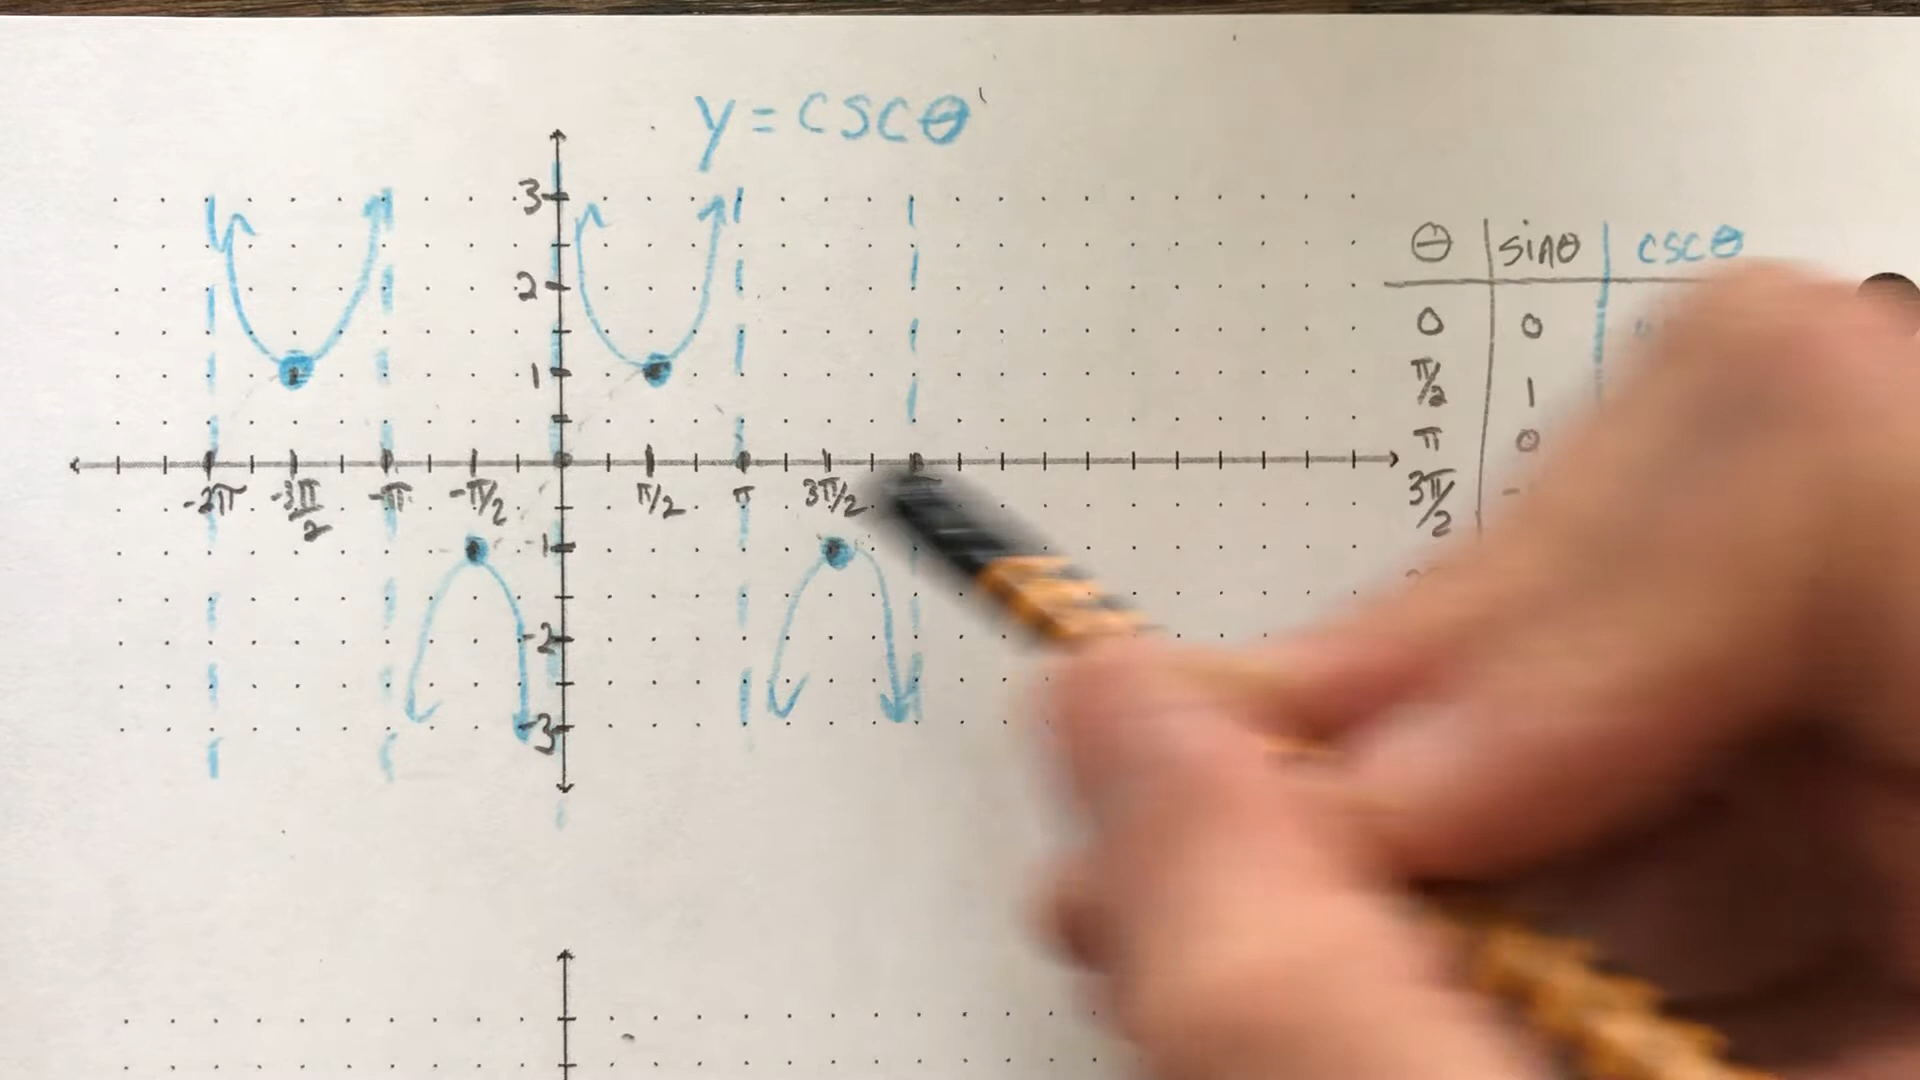 y = cscθ
3
2
1
-2π -3π/2 -π -π/2 π/2 π 3π/2
-1
-2
-3
θ sinθ cscθ
0 0
π/2 1
π 0
3π/2